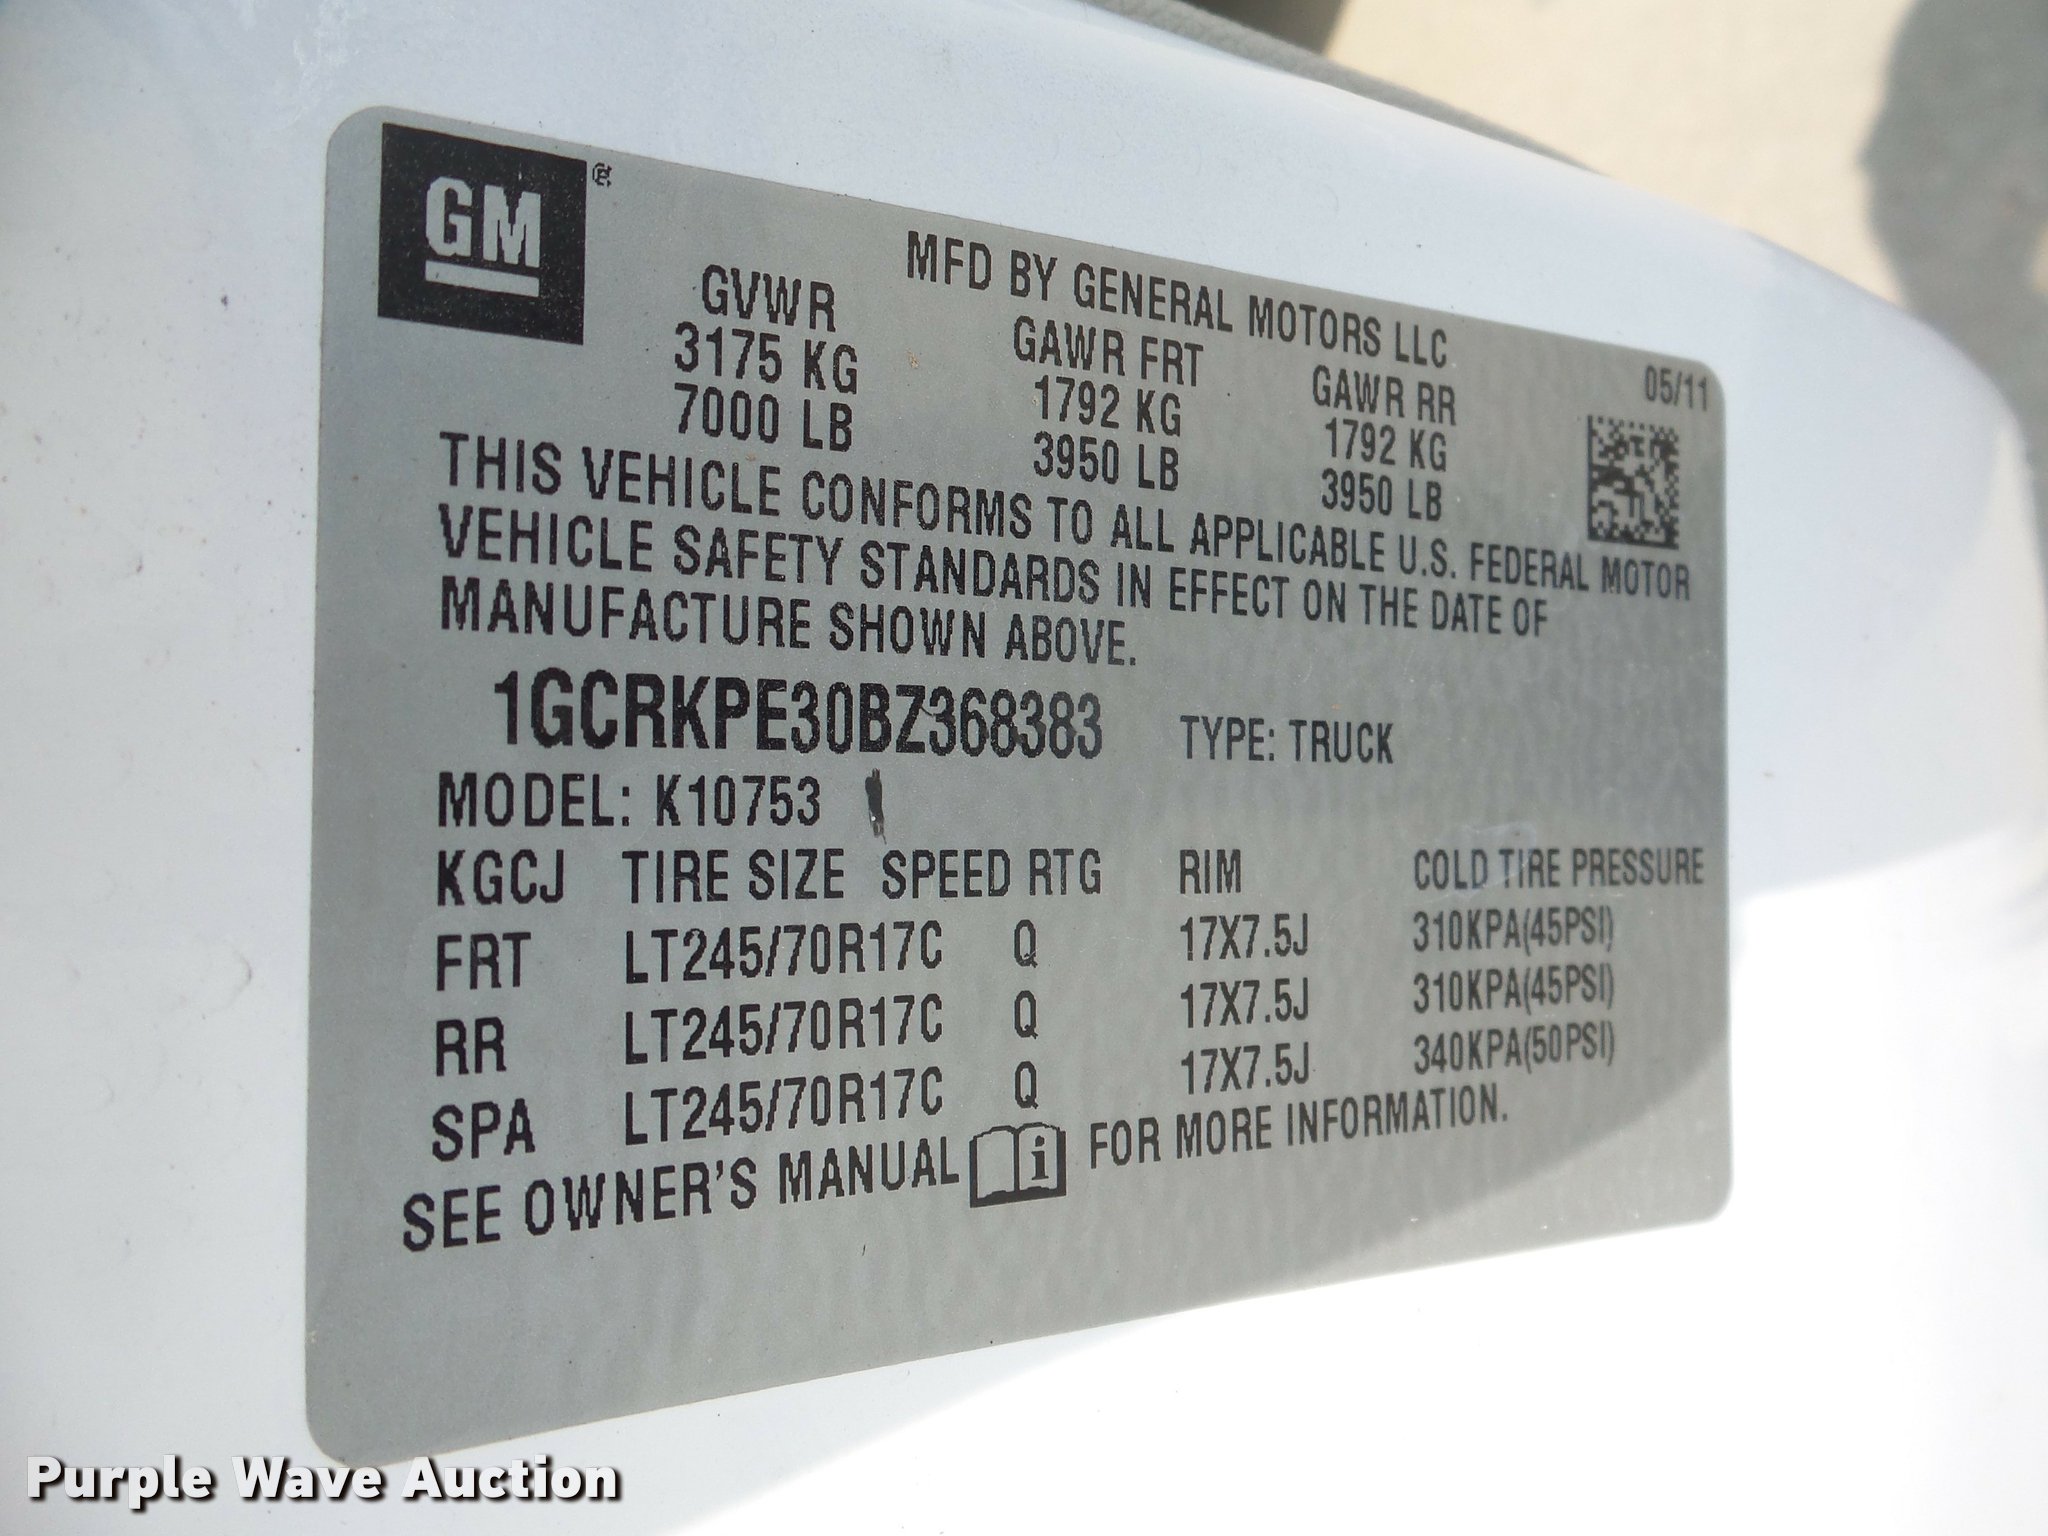 GM
MFD BY GENERAL MOTORS LLC
05/11
GVWR GAWR FRT GAWR RR
3175 KG 1792 KG 1792 KG
7000 LB 3950 LB 3950 LB
THIS VEHICLE CONFORMS TO ALL APPLICABLE U.S. FEDERAL MOTOR
VEHICLE SAFETY STANDARDS IN EFFECT ON THE DATE OF
MANUFACTURE SHOWN ABOVE.
1GCRKPE30BZ368383 TYPE: TRUCK
MODEL: K10753
KGCJ TIRE SIZE SPEED RTG RIM COLD TIRE PRESSURE
FRT LT245/70R17C Q 17X7.5J 310KPA(45PSI)
RR LT245/70R17C Q 17X7.5J 310KPA(45PSI)
SPA LT245/70R17C Q 17X7.5J 340KPA(50PSI)
SEE OWNER'S MANUAL i FOR MORE INFORMATION.
Purple Wave Auction